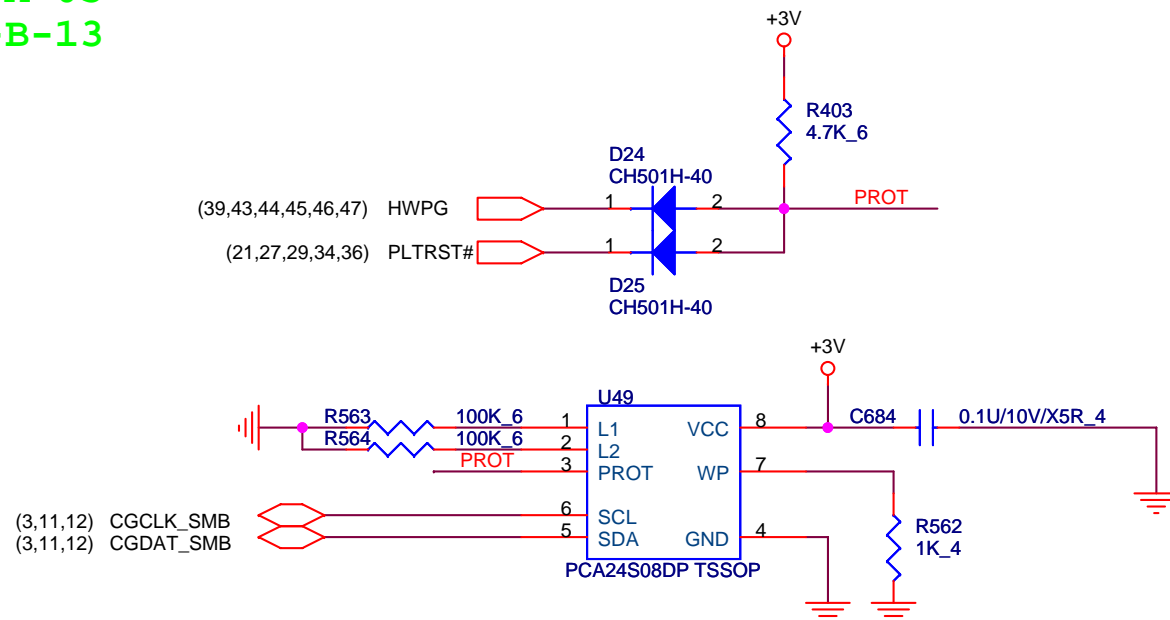 -B-13
+3V
R403
4.7K_6
D24
CH501H-40
(39,43,44,45,46,47) HWPG 1 2 PROT
(21,27,29,34,36) PLTRST# 1 2
D25
CH501H-40
+3V
U49
R563 100K_6 1 L1 VCC 8 C684 0.1U/10V/X5R_4
R564 100K_6 2 L2
PROT 3 PROT WP 7
(3,11,12) CGCLK_SMB 6 SCL
(3,11,12) CGDAT_SMB 5 SDA GND 4
R562
1K_4
PCA24S08DP TSSOP